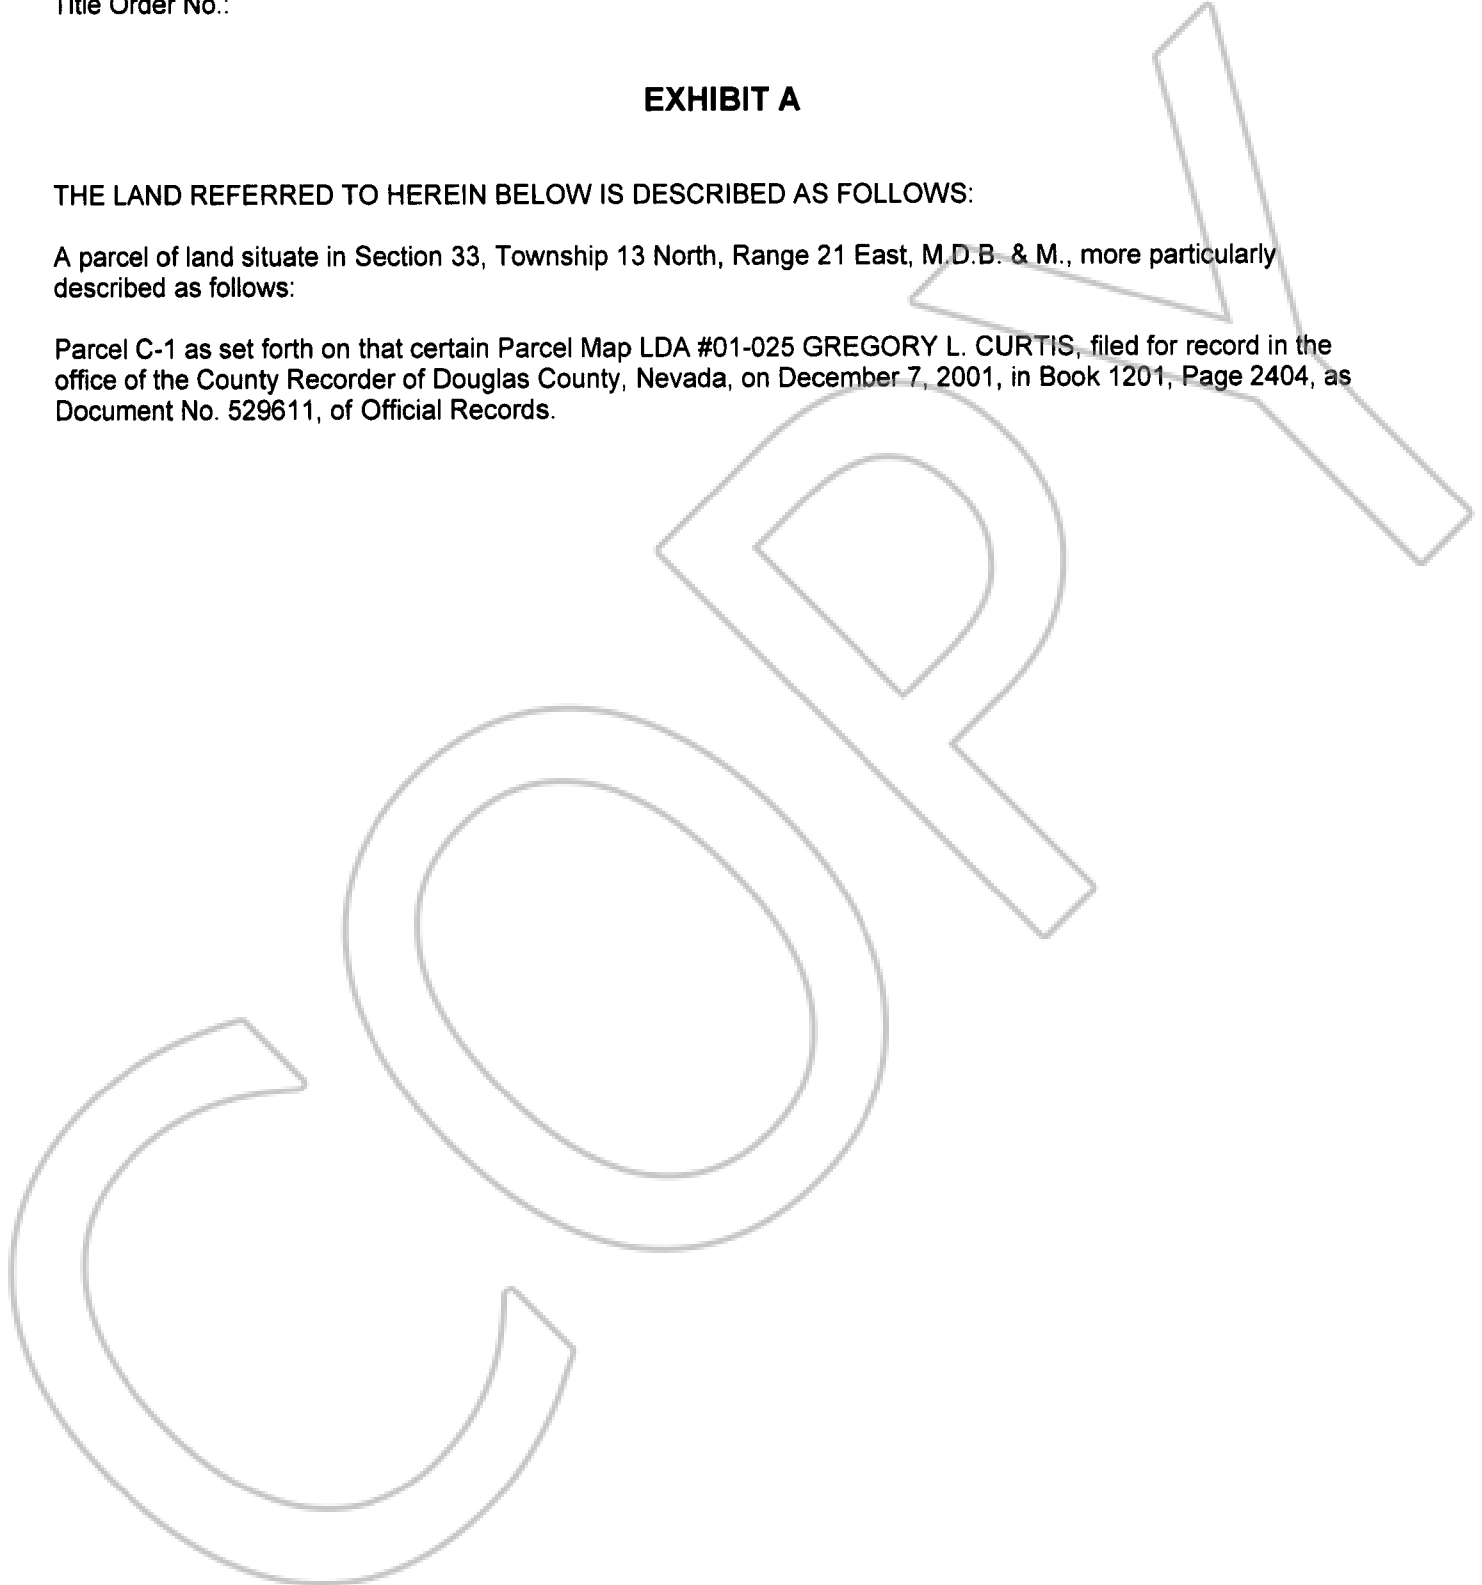 Title Order No.:
EXHIBIT A
THE LAND REFERRED TO HEREIN BELOW IS DESCRIBED AS FOLLOWS:
A parcel of land situate in Section 33, Township 13 North, Range 21 East, M.D.B. & M., more particularly
described as follows:
Parcel C-1 as set forth on that certain Parcel Map LDA #01-025 GREGORY L. CURTIS, filed for record in the
office of the County Recorder of Douglas County, Nevada, on December 7, 2001, in Book 1201, Page 2404, as
Document No. 529611, of Official Records.
COPY